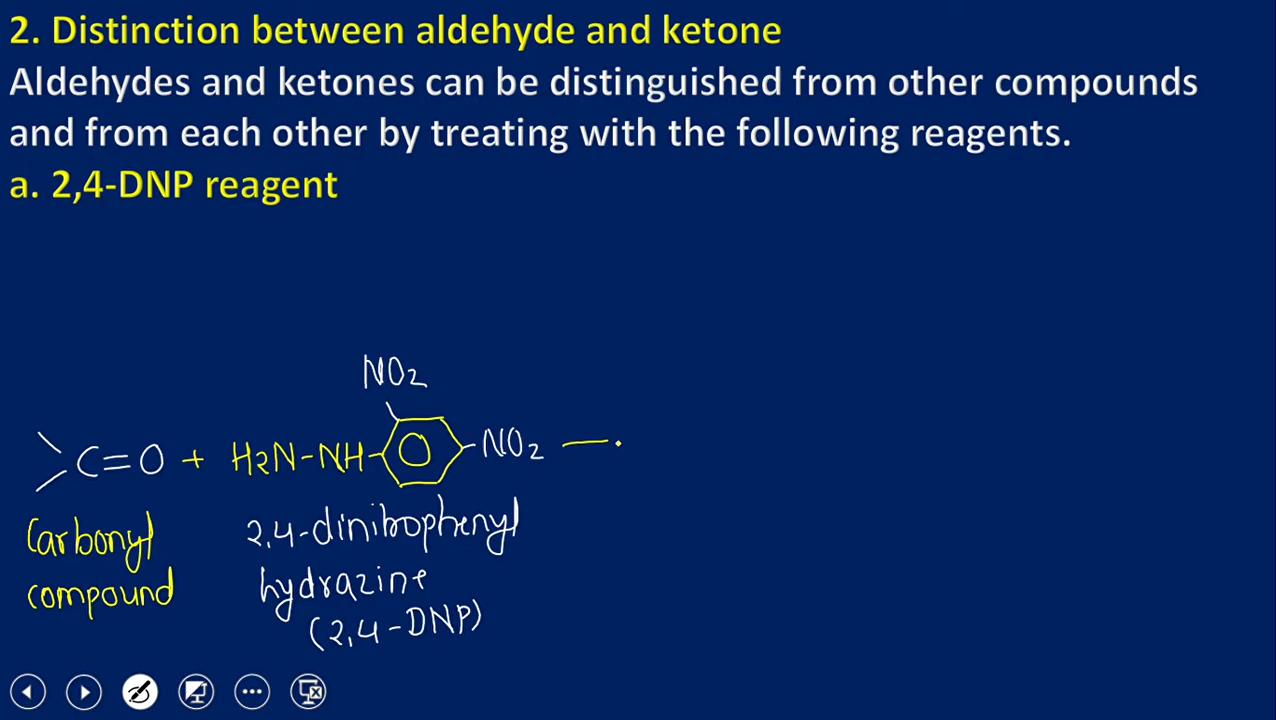 2. Distinction between aldehyde and ketone
Aldehydes and ketones can be distinguished from other compounds
and from each other by treating with the following reagents.
a. 2,4-DNP reagent
NO2
C=O + H2N-NH NO2
Carbonyl
compound
2,4-dinitrophenyl
hydrazine
(2,4-DNP)